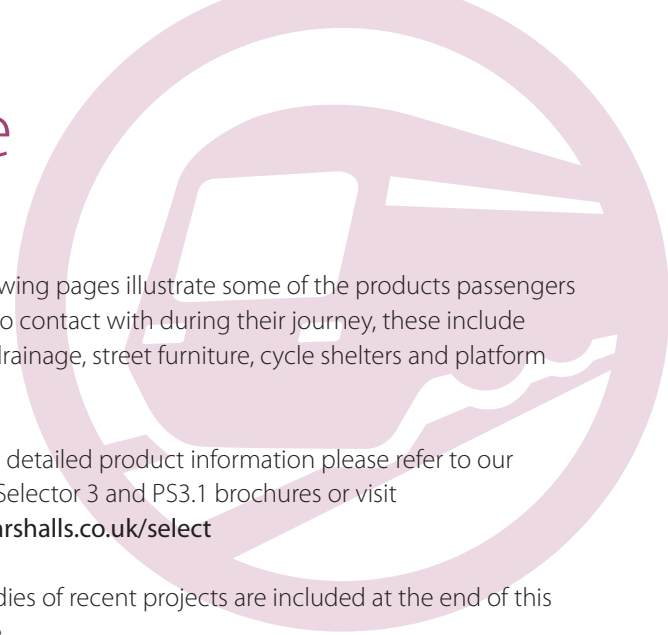 e
wing pages illustrate some of the products passengers
o contact with during their journey, these include
drainage, street furniture, cycle shelters and platform
detailed product information please refer to our
Selector 3 and PS3.1 brochures or visit
arshalls.co.uk/select
dies of recent projects are included at the end of this